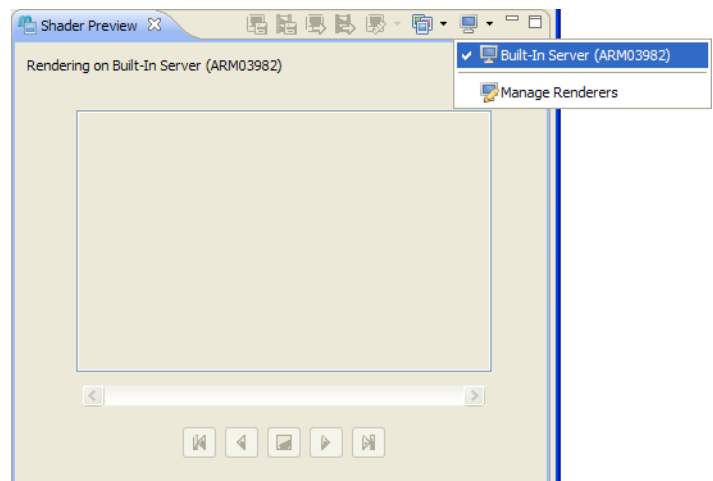 Shader Preview
Rendering on Built-In Server (ARM03982)
Built-In Server (ARM03982)
Manage Renderers